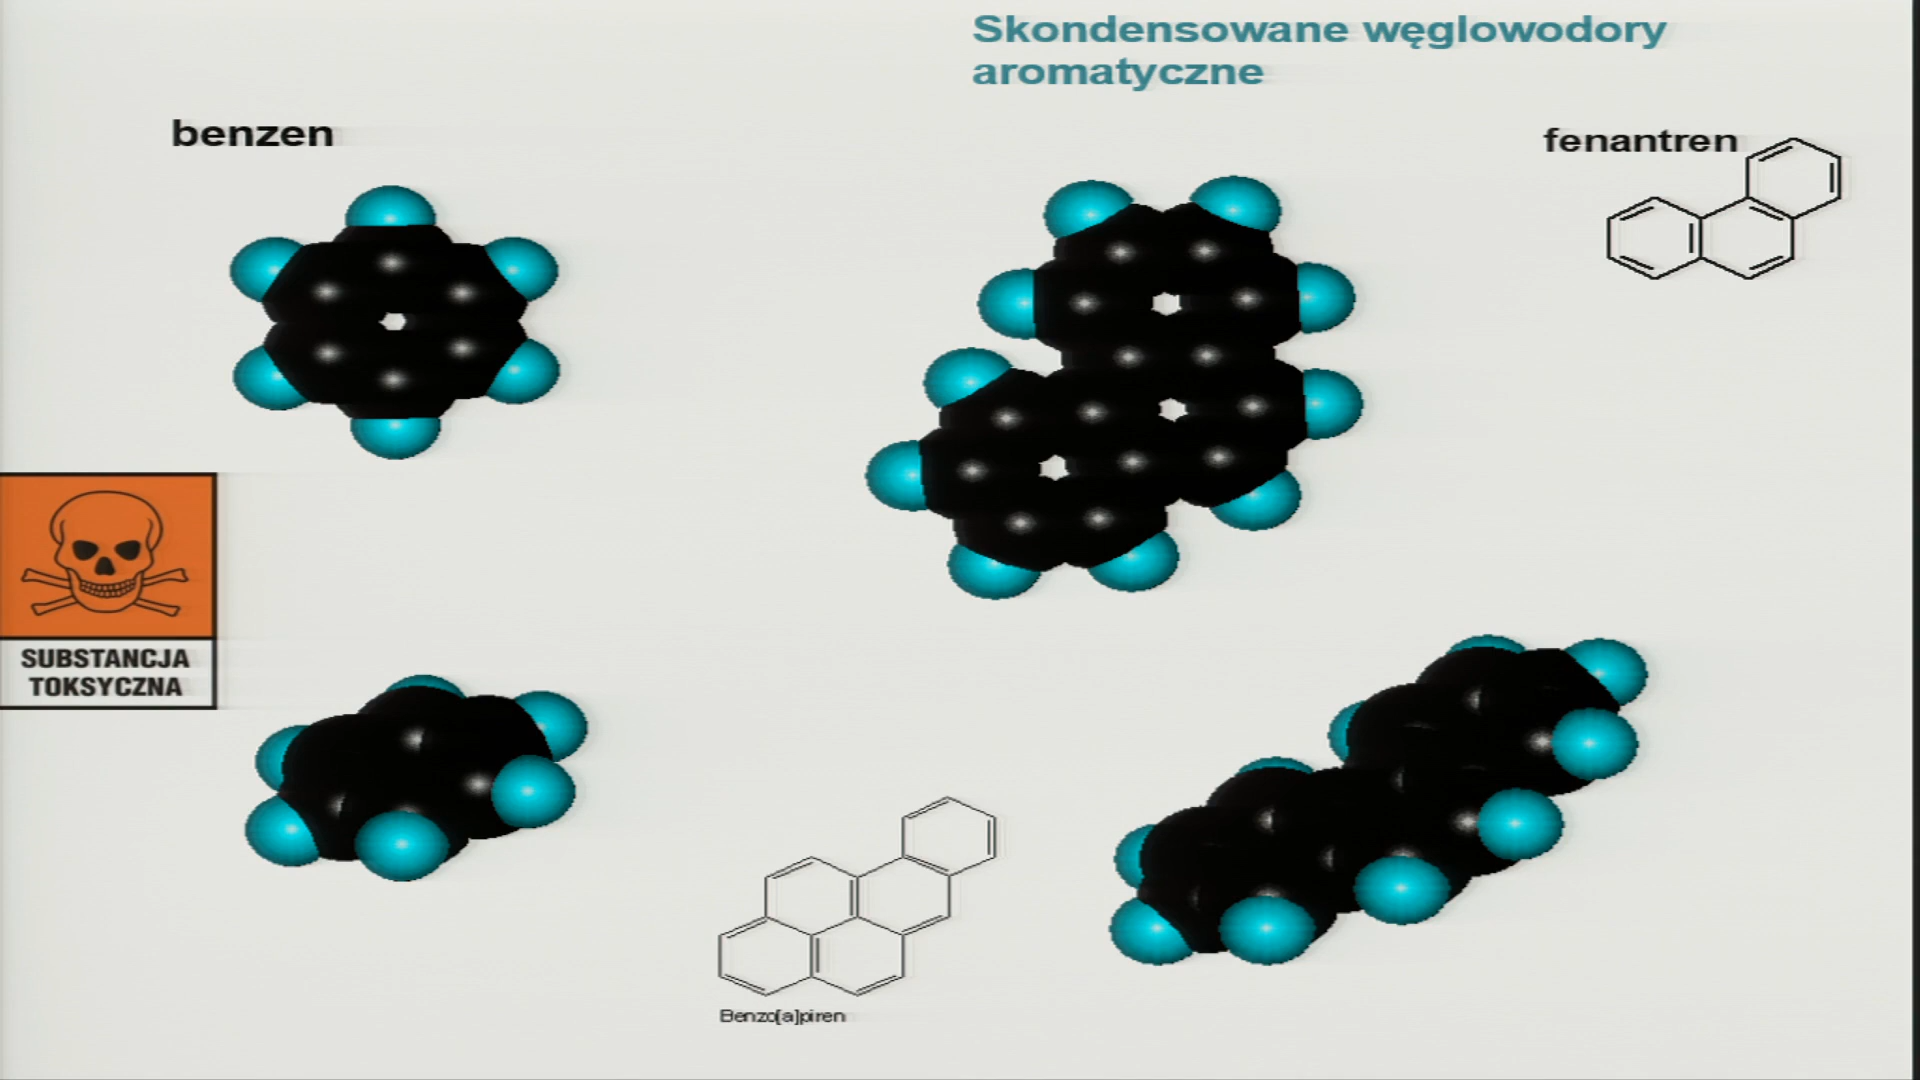 Skondensowane węglowodory
aromatyczne
benzen
fenantren
SUBSTANCJA
TOKSYCZNA
Benzo[a]piren